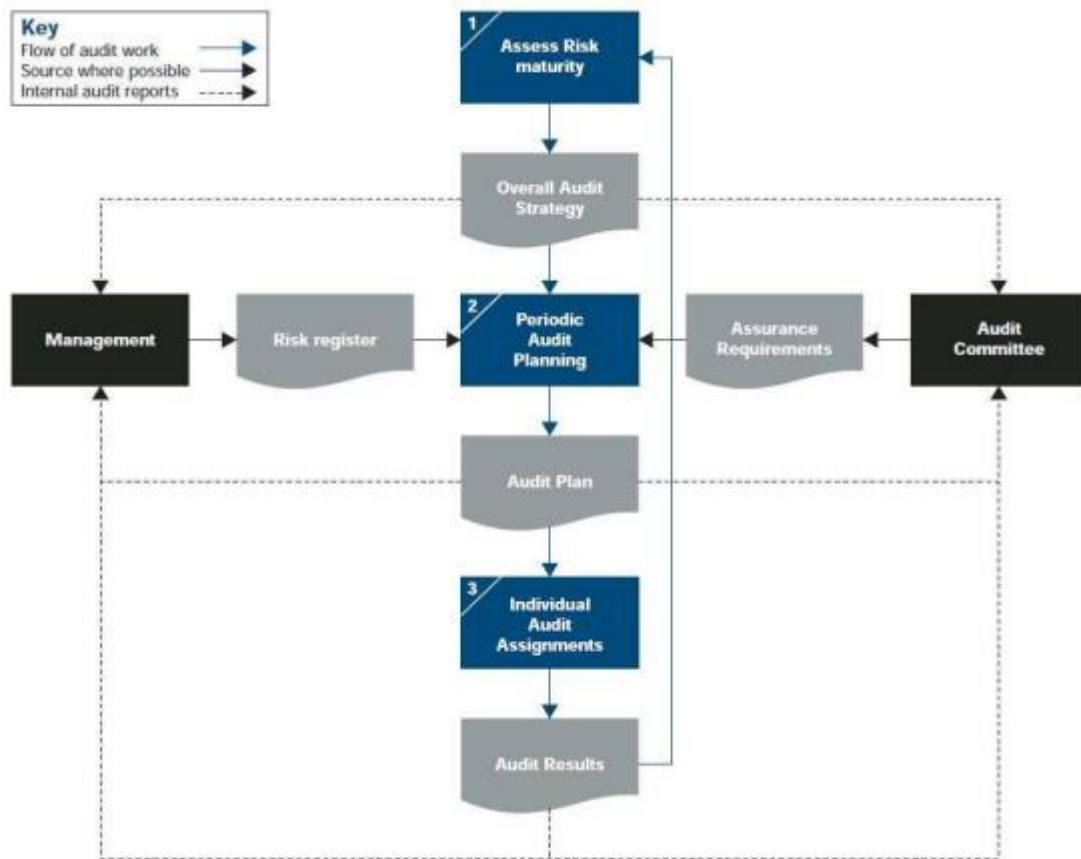 Key
Flow of audit work
Source where possible
Internal audit reports
1
Assess Risk
maturity
Overall Audit
Strategy
Management
Risk register
2
Periodic
Audit
Planning
Assurance
Requirements
Audit
Committee
Audit Plan
3
Individual
Audit
Assignments
Audit Results